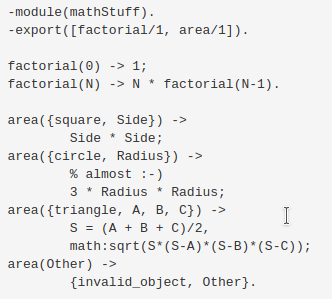 -module(mathStuff).
-export([factorial/1, area/1]).

factorial(0) -> 1;
factorial(N) -> N * factorial(N-1).

area({square, Side}) ->
        Side * Side;
area({circle, Radius}) ->
        % almost :-)
        3 * Radius * Radius;
area({triangle, A, B, C}) ->
        S = (A + B + C)/2,
        math:sqrt(S*(S-A)*(S-B)*(S-C));
area(Other) ->
        {invalid_object, Other}.